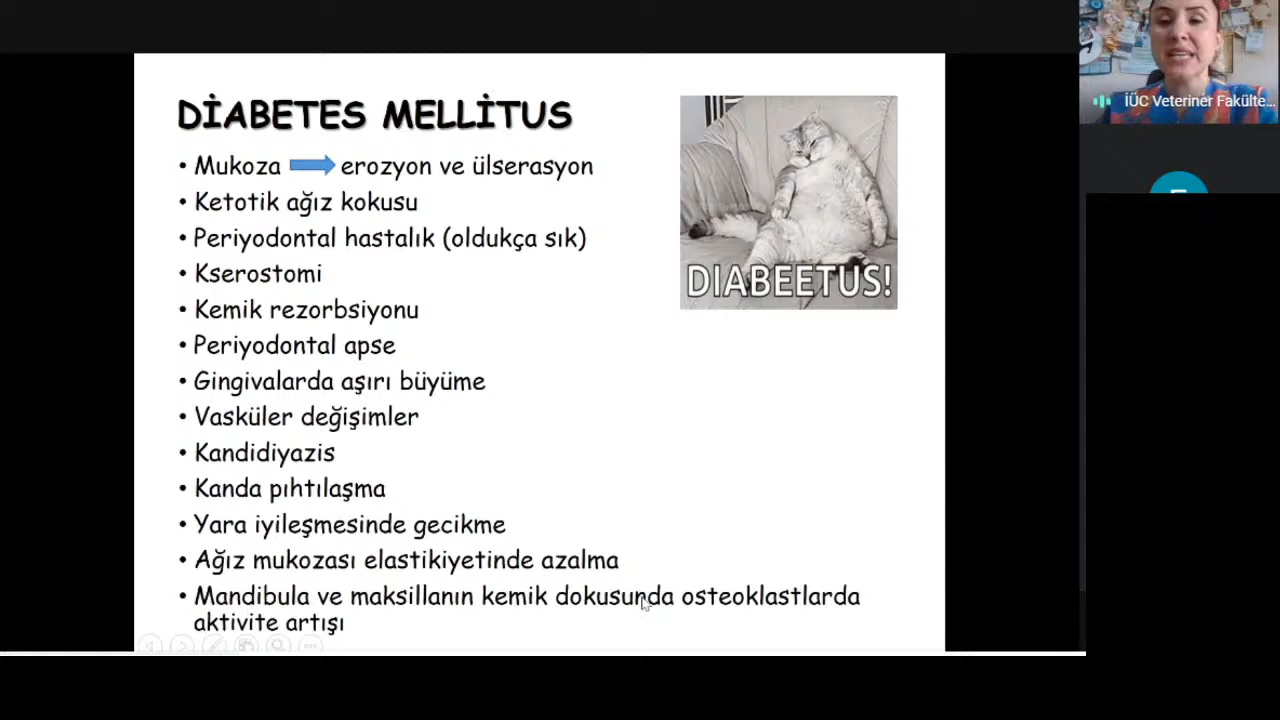 DİABETES MELLİTUS
• Mukoza erozyon ve ülserasyon
• Ketotik ağız kokusu
• Periyodontal hastalık (oldukça sık)
• Kserostomi
• Kemik rezorbsiyonu
• Periyodontal apse
• Gingivalarda aşırı büyüme
• Vasküler değişimler
• Kandidiyazis
• Kanda pıhtılaşma
• Yara iyileşmesinde gecikme
• Ağız mukozası elastikiyetinde azalma
• Mandibula ve maksillanın kemik dokusunda osteoklastlarda
aktivite artışı
DIABEETUS!
İÜC Veteriner Fakülte...